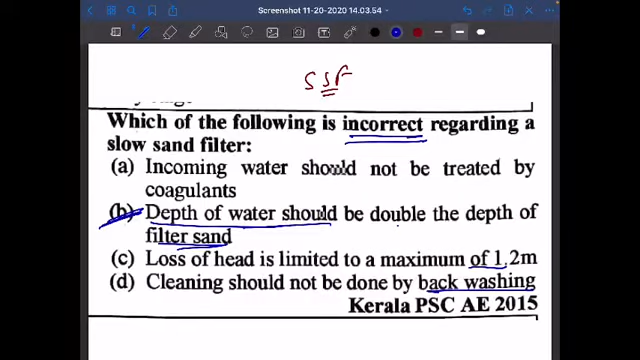 Screenshot 11-20-2020 14.03.54
SSF
Which of the following is incorrect regarding a
slow sand filter:
(a) Incoming water should not be treated by
coagulants
(b) Depth of water should be double the depth of
filter sand
(c) Loss of head is limited to a maximum of 1.2m
(d) Cleaning should not be done by back washing
Kerala PSC AE 2015